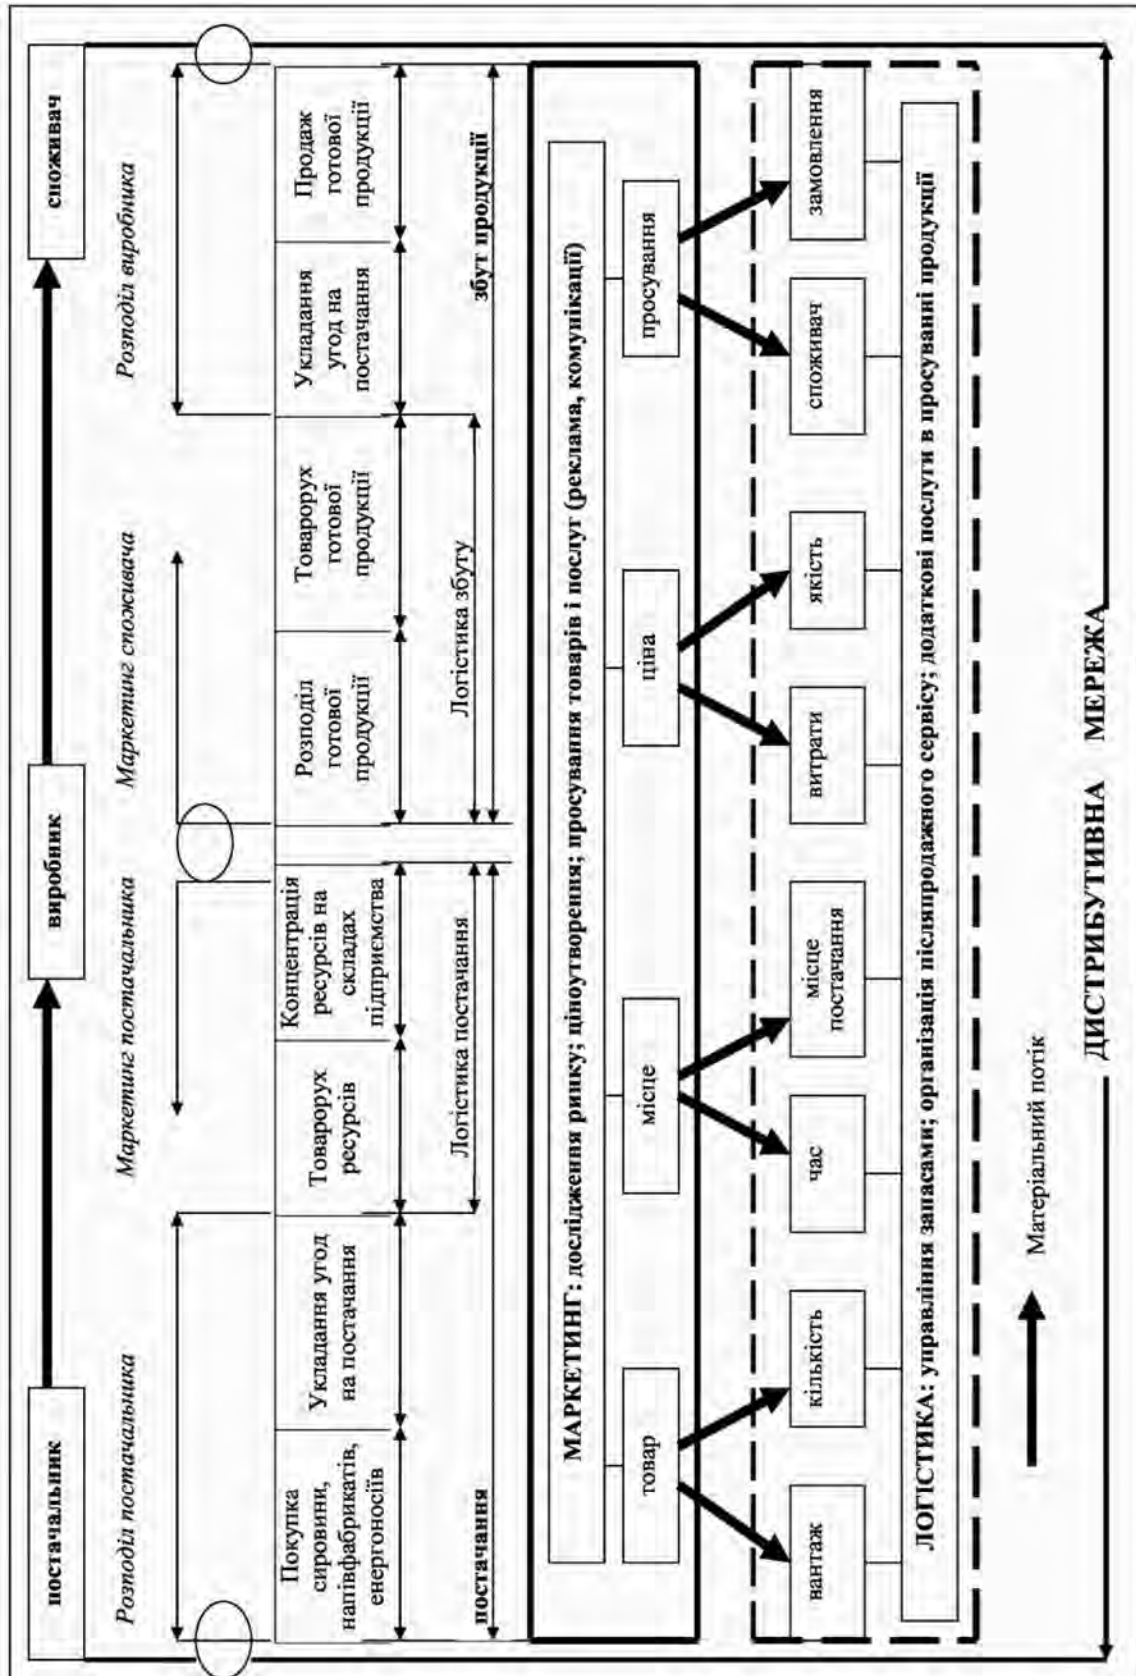 постачальник
виробник
споживач
Розподіл постачальника
Маркетинг постачальника
Маркетинг споживача
Розподіл виробника
Покупка
сировини,
напівфабрикатів,
енергоносіїв
Укладання угод
на постачання
Товарорух
ресурсів
Концентрація
ресурсів на
складах
підприємства
Розподіл
готової
продукції
Товарорух
готової
продукції
Укладання
угод на
постачання
Продаж
готової
продукції
постачання
Логістика постачання
Логістика збуту
збут продукції
МАРКЕТИНГ: дослідження рику; ціноутворення; просування товарів і послуг (реклама, комунікації)
товар
місце
ціна
просування
вантаж
кількість
час
місце
постачання
витрати
якість
споживач
замовлення
ЛОГІСТИКА: управління запасами; організація післяпродажного сервісу; додаткові послуги в просуванні продукції
Матеріальний потік
ДИСТРИБУТИВНА МЕРЕЖА